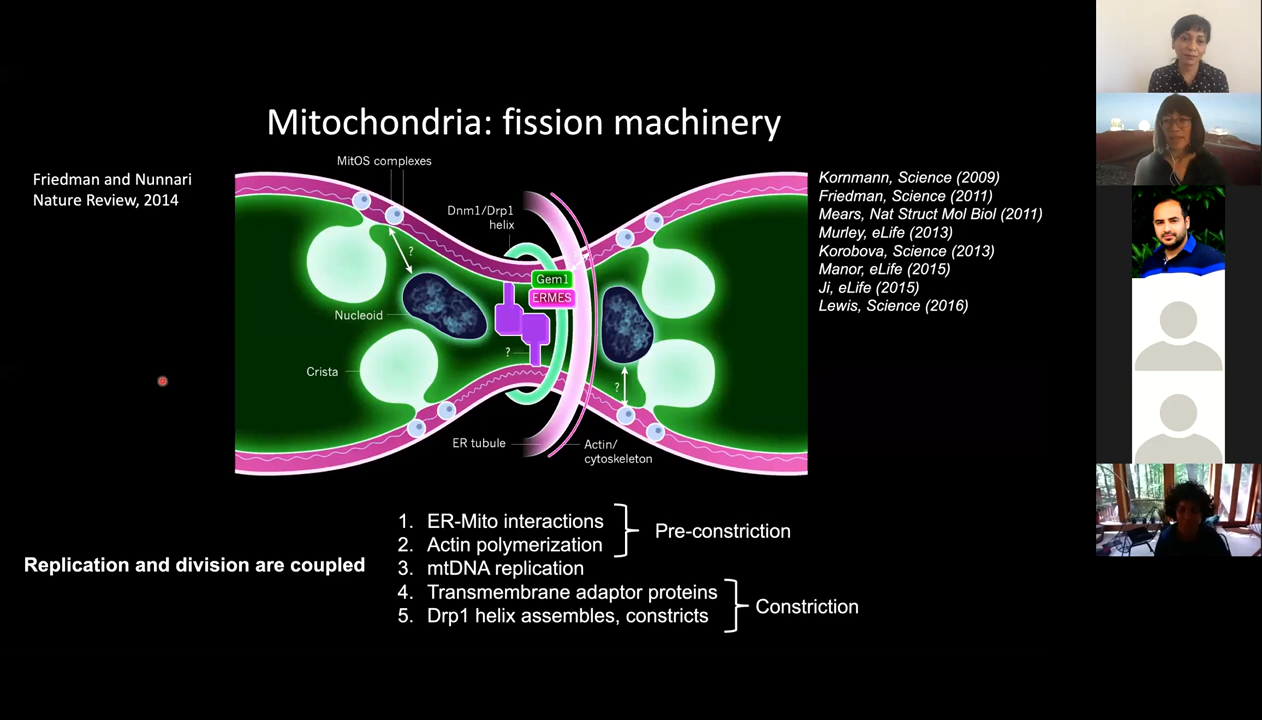 Mitochondria: fission machinery
Friedman and Nunnari
Nature Review, 2014
MitOS complexes
Dnm1/Drp1
helix
?
Gem1
ERMES
Nucleoid
?
Crista
?
ER tubule
Actin/
cytoskeleton
Kornmann, Science (2009)
Friedman, Science (2011)
Mears, Nat Struct Mol Biol (2011)
Murley, eLife (2013)
Korobova, Science (2013)
Manor, eLife (2015)
Ji, eLife (2015)
Lewis, Science (2016)
Replication and division are coupled
1. ER-Mito interactions
2. Actin polymerization
Pre-constriction
3. mtDNA replication
4. Transmembrane adaptor proteins
5. Drp1 helix assembles, constricts
Constriction